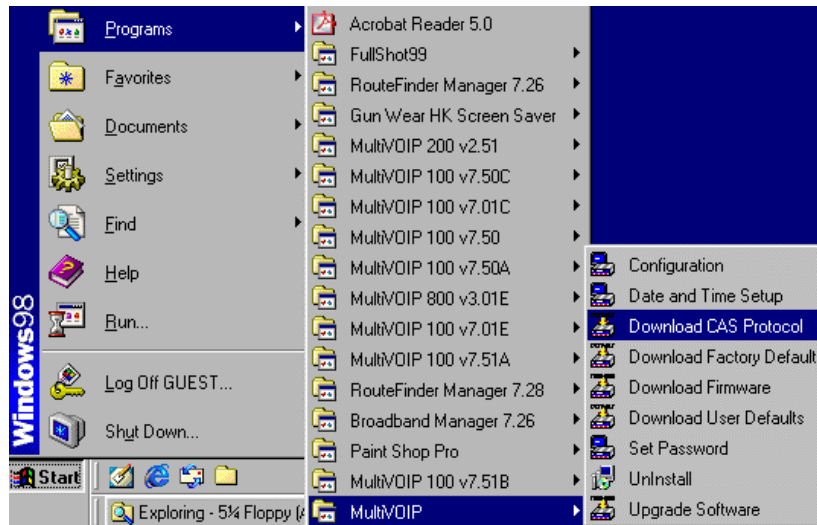 Programs
Favorites
Documents
Settings
Find
Help
Run...
Log Off GUEST...
Shut Down...
Windows98
Start
Exploring - 5¼ Floppy (A
Acrobat Reader 5.0
FullShot99
RouteFinder Manager 7.26
Gun Wear HK Screen Saver
MultiVOIP 200 v2.51
MultiVOIP 100 v7.50C
MultiVOIP 100 v7.01C
MultiVOIP 100 v7.50
MultiVOIP 100 v7.50A
MultiVOIP 800 v3.01E
MultiVOIP 100 v7.01E
MultiVOIP 100 v7.51A
RouteFinder Manager 7.28
Broadband Manager 7.26
Paint Shop Pro
MultiVOIP 100 v7.51B
MultiVOIP
Configuration
Date and Time Setup
Download CAS Protocol
Download Factory Default
Download Firmware
Download User Defaults
Set Password
UnInstall
Upgrade Software